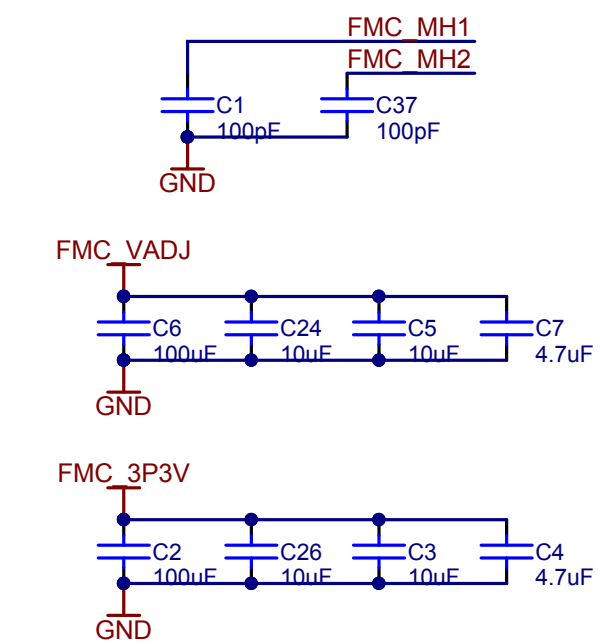 FMC_MH1
FMC_MH2
C1
C37
100pF
100pF
GND
FMC_VADJ
C6
C24
C5
C7
100uF
10uF
10uF
4.7uF
GND
FMC_3P3V
C2
C26
C3
C4
100uF
10uF
10uF
4.7uF
GND